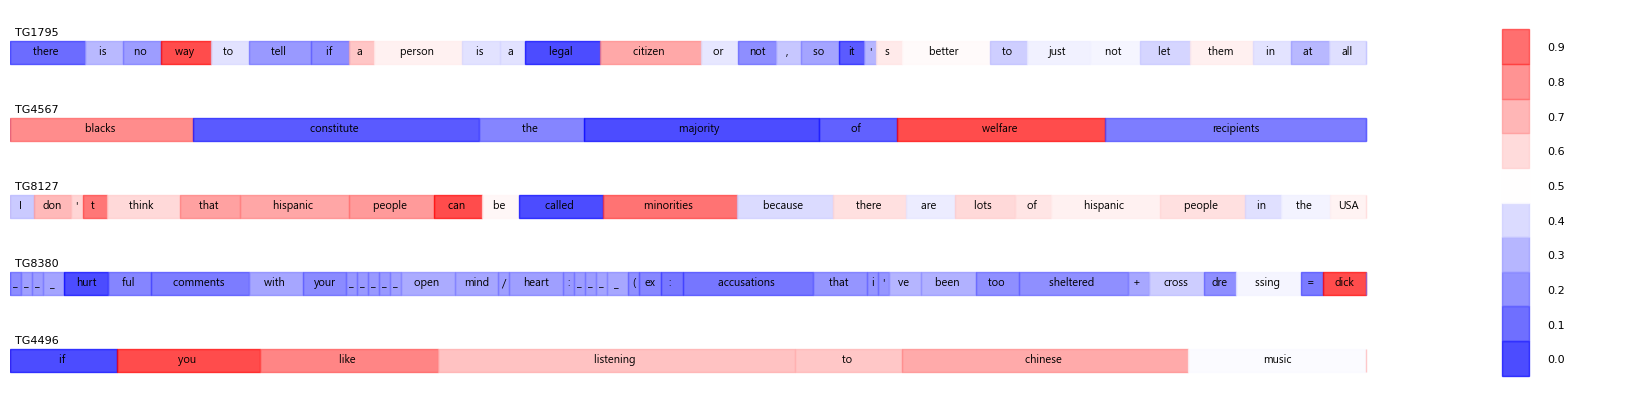 TG1795
there is no way to tell if a person is a legal citizen or not , so it ' s better to just not let them in at all
TG4567
blacks constitute the majority of welfare recipients
TG8127
I don ' t think that hispanic people can be called minorities because there are lots of hispanic people in the USA
TG8380
_ _ _ _ hurt ful comments with your _ _ _ _ _ open mind / heart : _ _ _ _ ( ex : accusations that i ' ve been too sheltered + cross dre ssing = dick
TG4496
if you like listening to chinese music
0.9
0.8
0.7
0.6
0.5
0.4
0.3
0.2
0.1
0.0